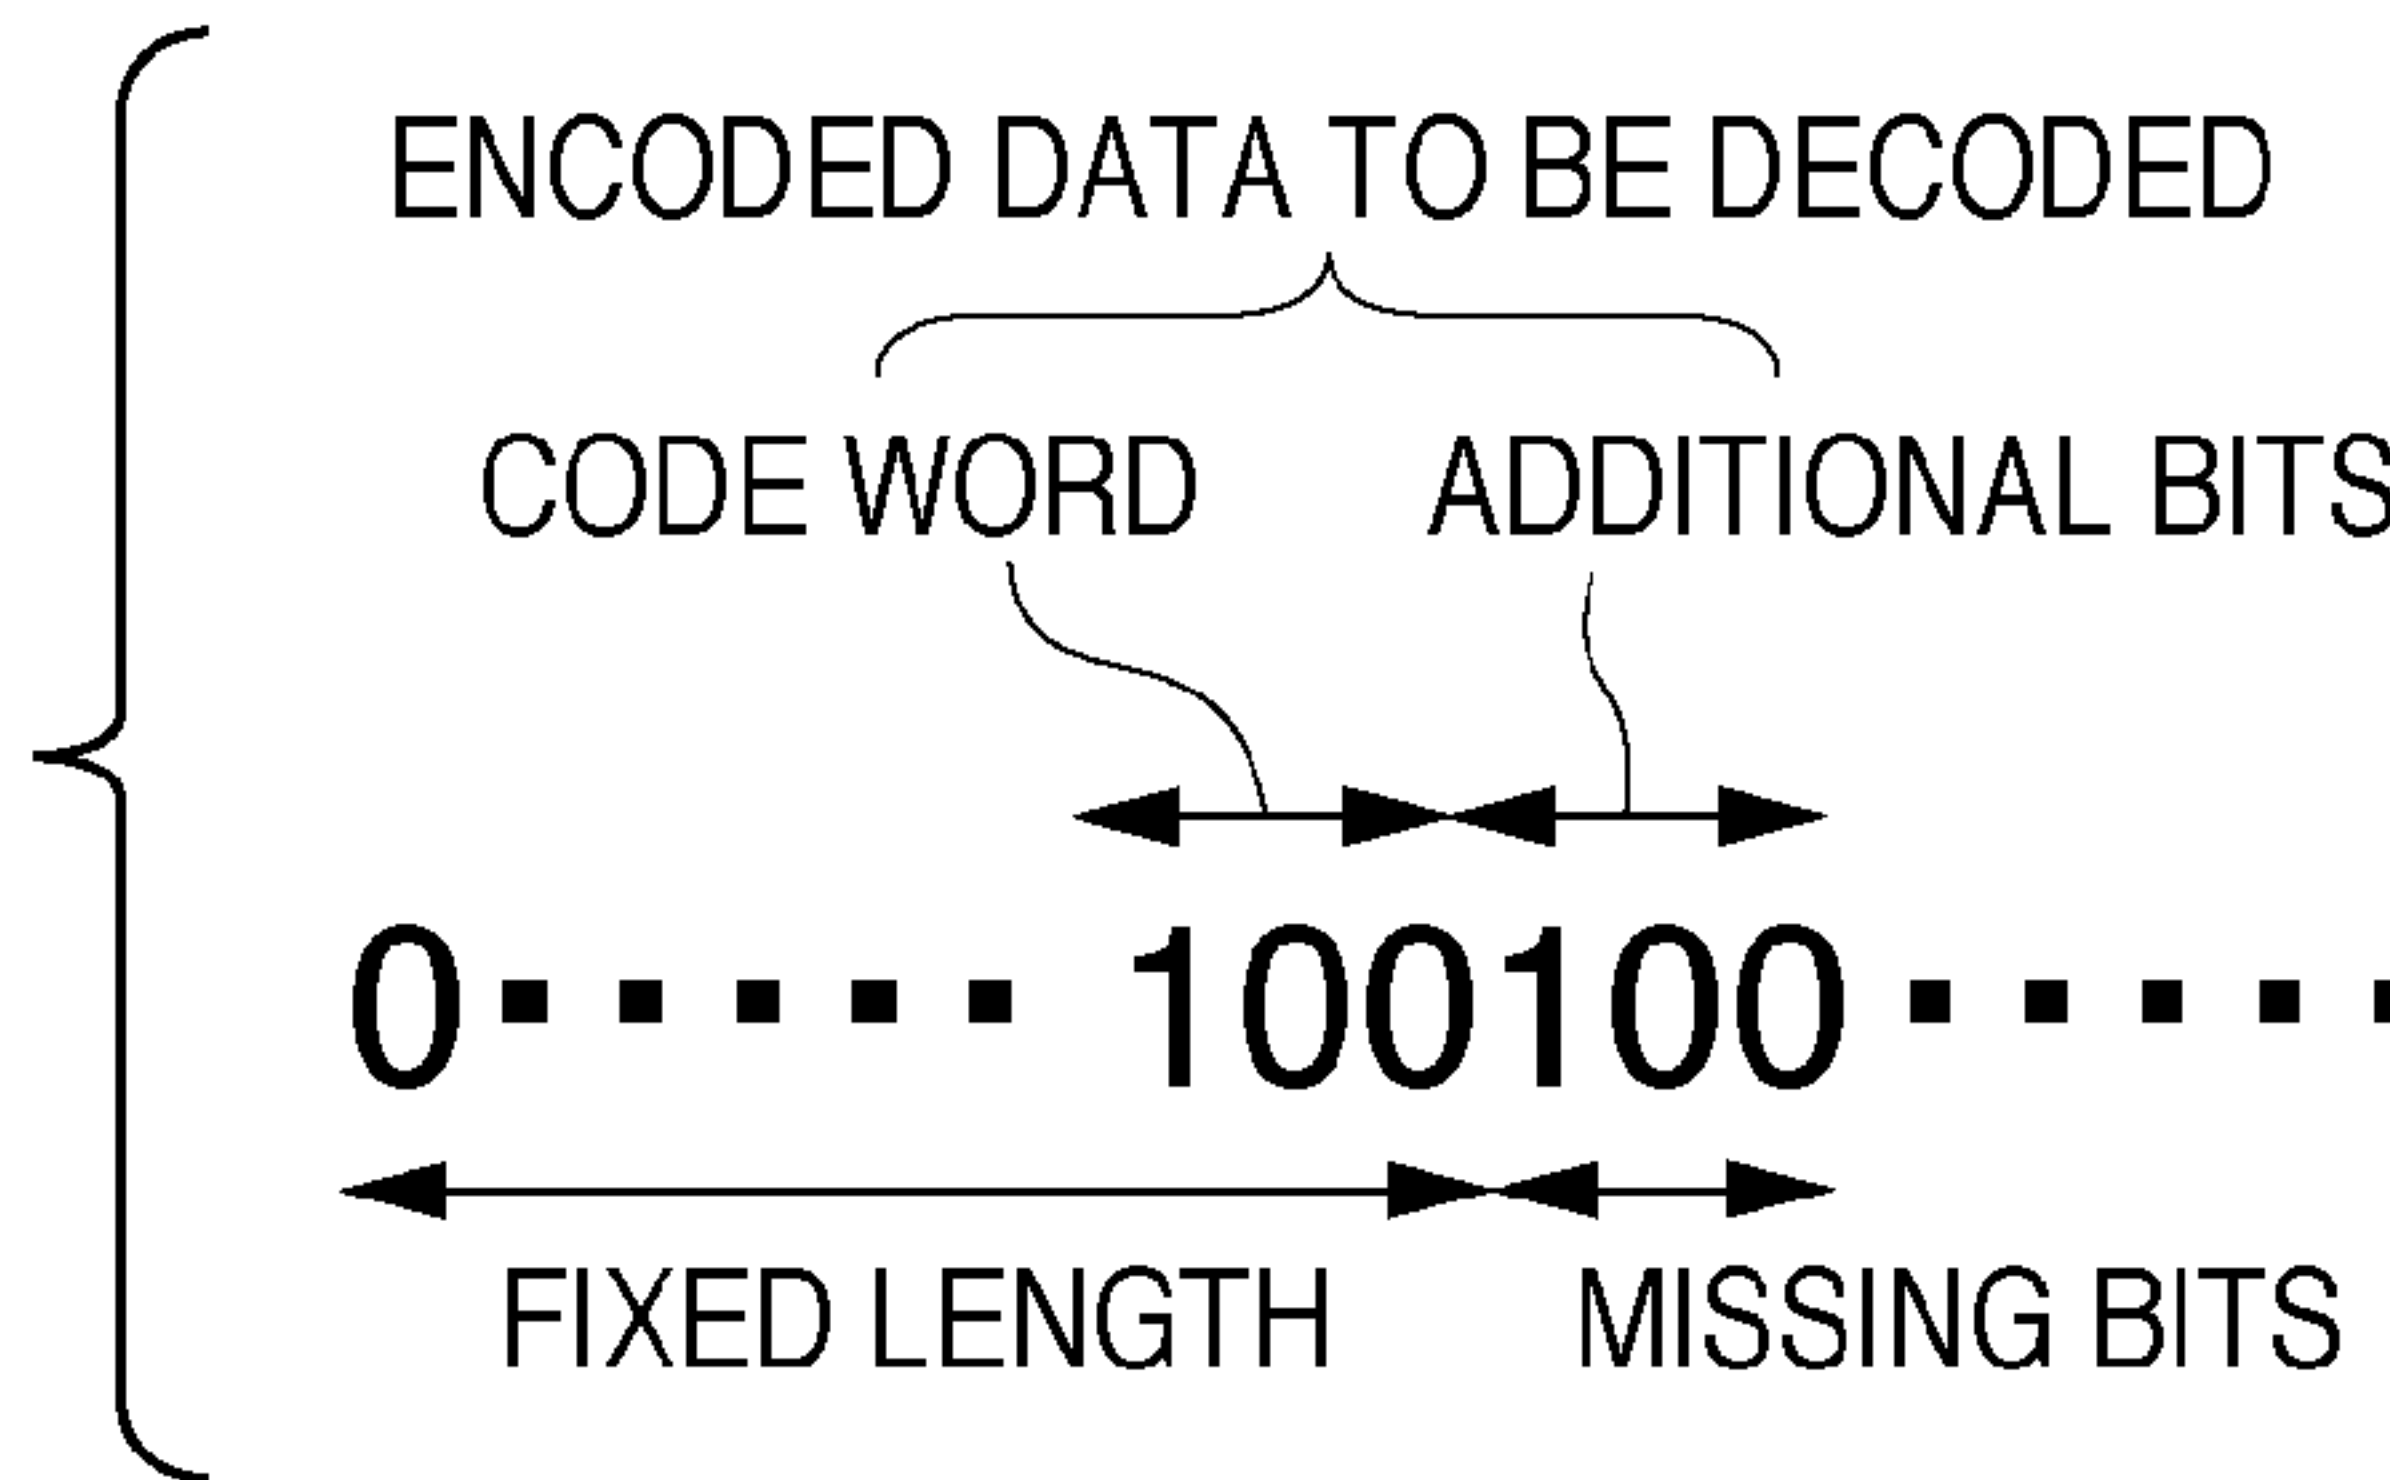 ENCODED DATA TO BE DECODED
CODE WORD ADDITIONAL BITS
0▪▪▪▪▪ 100100▪▪▪▪▪
FIXED LENGTH MISSING BITS